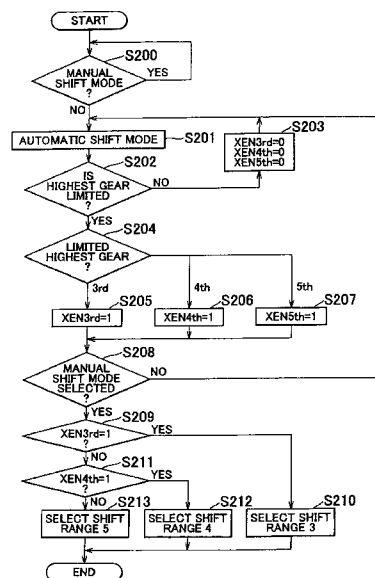 START
S200
MANUAL
SHIFT MODE
?
YES
NO
S203
AUTOMATIC SHIFT MODE
S201
XEN3rd=0
XEN4th=0
XEN5th=0
S202
IS
HIGHEST GEAR
LIMITED
?
NO
YES
S204
LIMITED
HIGHEST GEAR
?
3rd
4th
5th
S205
S206
S207
XEN3rd=1
XEN4th=1
XEN5th=1
S208
MANUAL
SHIFT MODE
SELECTED
?
NO
YES
S209
XEN3rd=1
?
YES
NO
S211
XEN4th=1
?
YES
NO
S213
S212
S210
SELECT SHIFT
RANGE 5
SELECT SHIFT
RANGE 4
SELECT SHIFT
RANGE 3
END